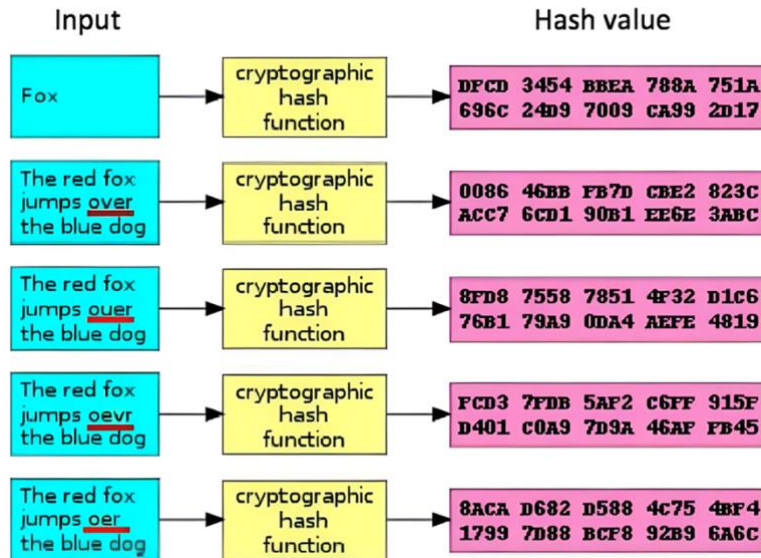 Input
Hash value
Fox
cryptographic
hash
function
DFCD 3454 BBEA 788A 751A
696C 24D9 7009 CA99 2D17
The red fox
jumps over
the blue dog
cryptographic
hash
function
0086 46BB FB7D CBE2 823C
ACC7 6CD1 90B1 EE6E 3ABC
The red fox
jumps ouer
the blue dog
cryptographic
hash
function
8FD8 7558 7851 4F32 D1C6
76B1 79A9 0DA4 AEFE 4819
The red fox
jumps oevr
the blue dog
cryptographic
hash
function
FCD3 7FDB 5AF2 C6FF 915F
D401 C0A9 7D9A 46AF FB45
The red fox
jumps oer
the blue dog
cryptographic
hash
function
8ACA D682 D588 4C75 4BF4
1799 7D88 BCF8 92B9 6A6C